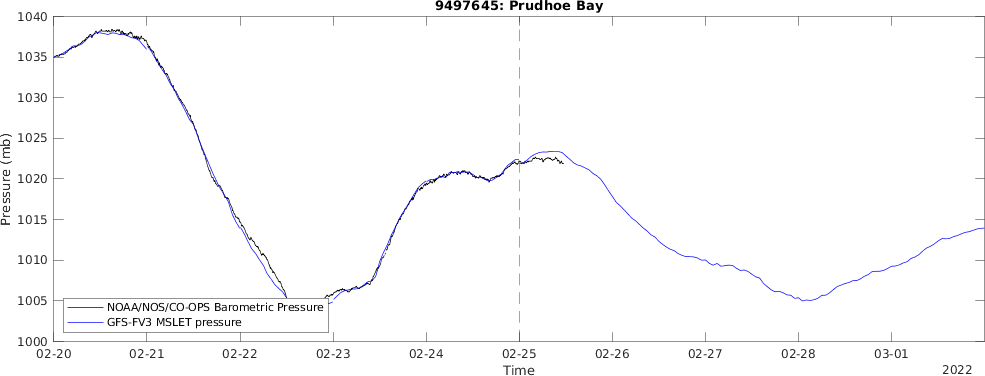 9497645: Prudhoe Bay
1040
1035
1030
1025
1020
1015
1010
1005
1000
Pressure (mb)
NOAA/NOS/CO-OPS Barometric Pressure
GFS-FV3 MSLET pressure
02-20 02-21 02-22 02-23 02-24 02-25 02-26 02-27 02-28 03-01
Time
2022